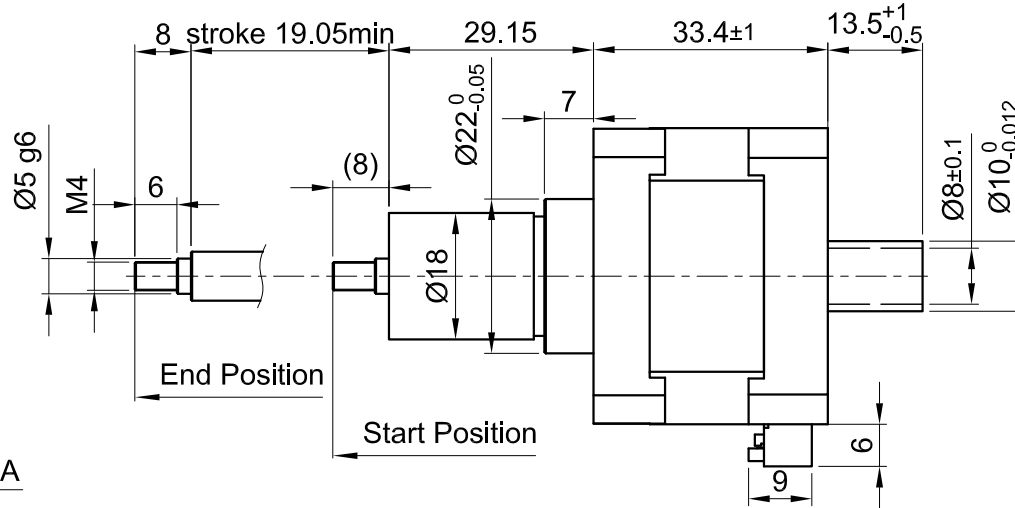 8 stroke 19.05min 29.15 33.4±1 13.5 +1 -0.5
Ø5 g6
M4
6
(8)
Ø22 0 -0.05
7
Ø18
Ø8±0.1
Ø10 0 -0.012
End Position
Start Position
6
9
A